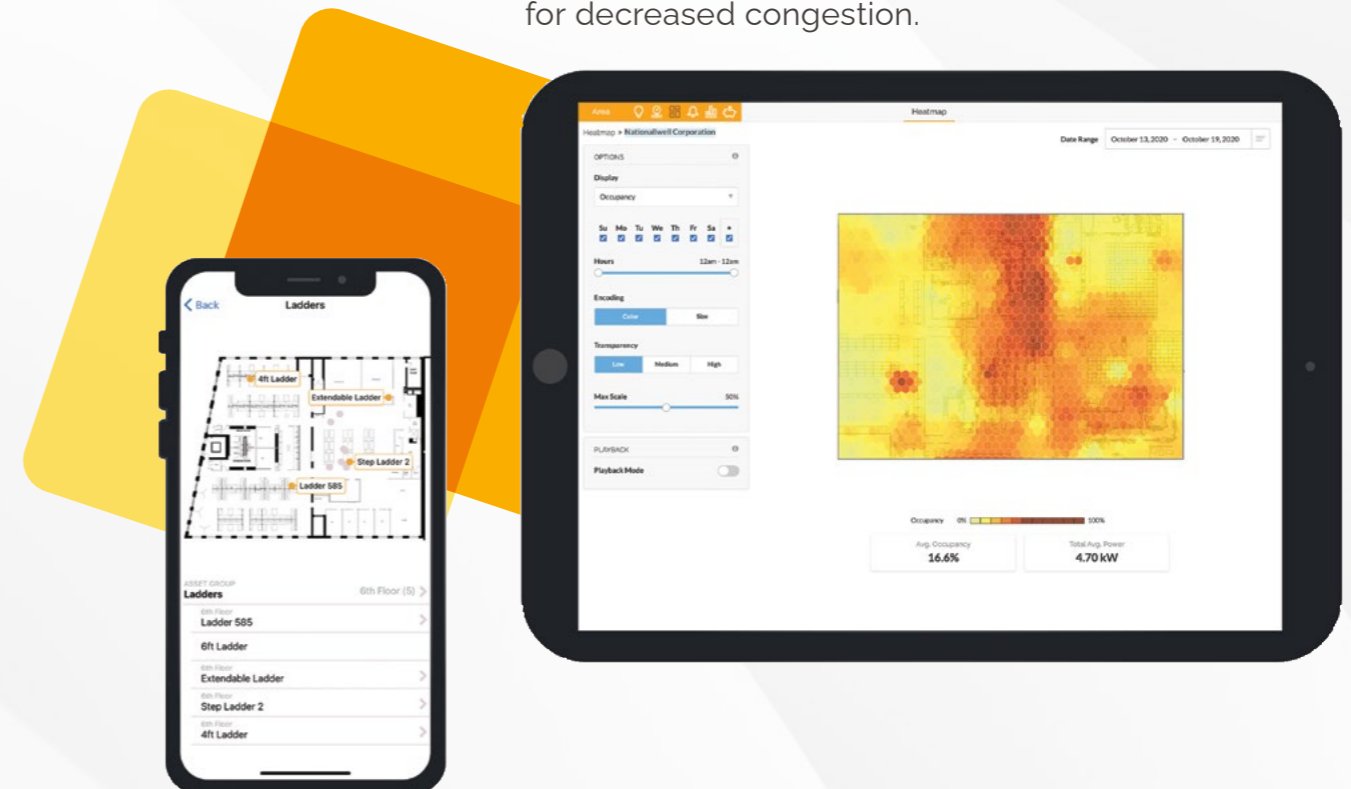 for decreased congestion.
Area
Heatmap
Heatmap > Nationallwell Corporation
Date Range
October 13, 2020 - October 19, 2020
OPTIONS
Display
Occupancy
Su Mo Tu We Th Fr Sa
Hours
12am - 12am
Encoding
Color
Size
Transparency
Low
Medium
High
Max Scale
50%
PLAYBACK
Playback Mode
Occupancy
0%
100%
Avg. Occupancy
16.6%
Total Avg. Power
4.70 kW
Back
Ladders
4ft Ladder
Extendable Ladder
Step Ladder 2
Ladder 585
ASSET GROUP
Ladders
6th Floor (5)
6th Floor
Ladder 585
6ft Ladder
6th Floor
Extendable Ladder
6th Floor
Step Ladder 2
6th Floor
4ft Ladder